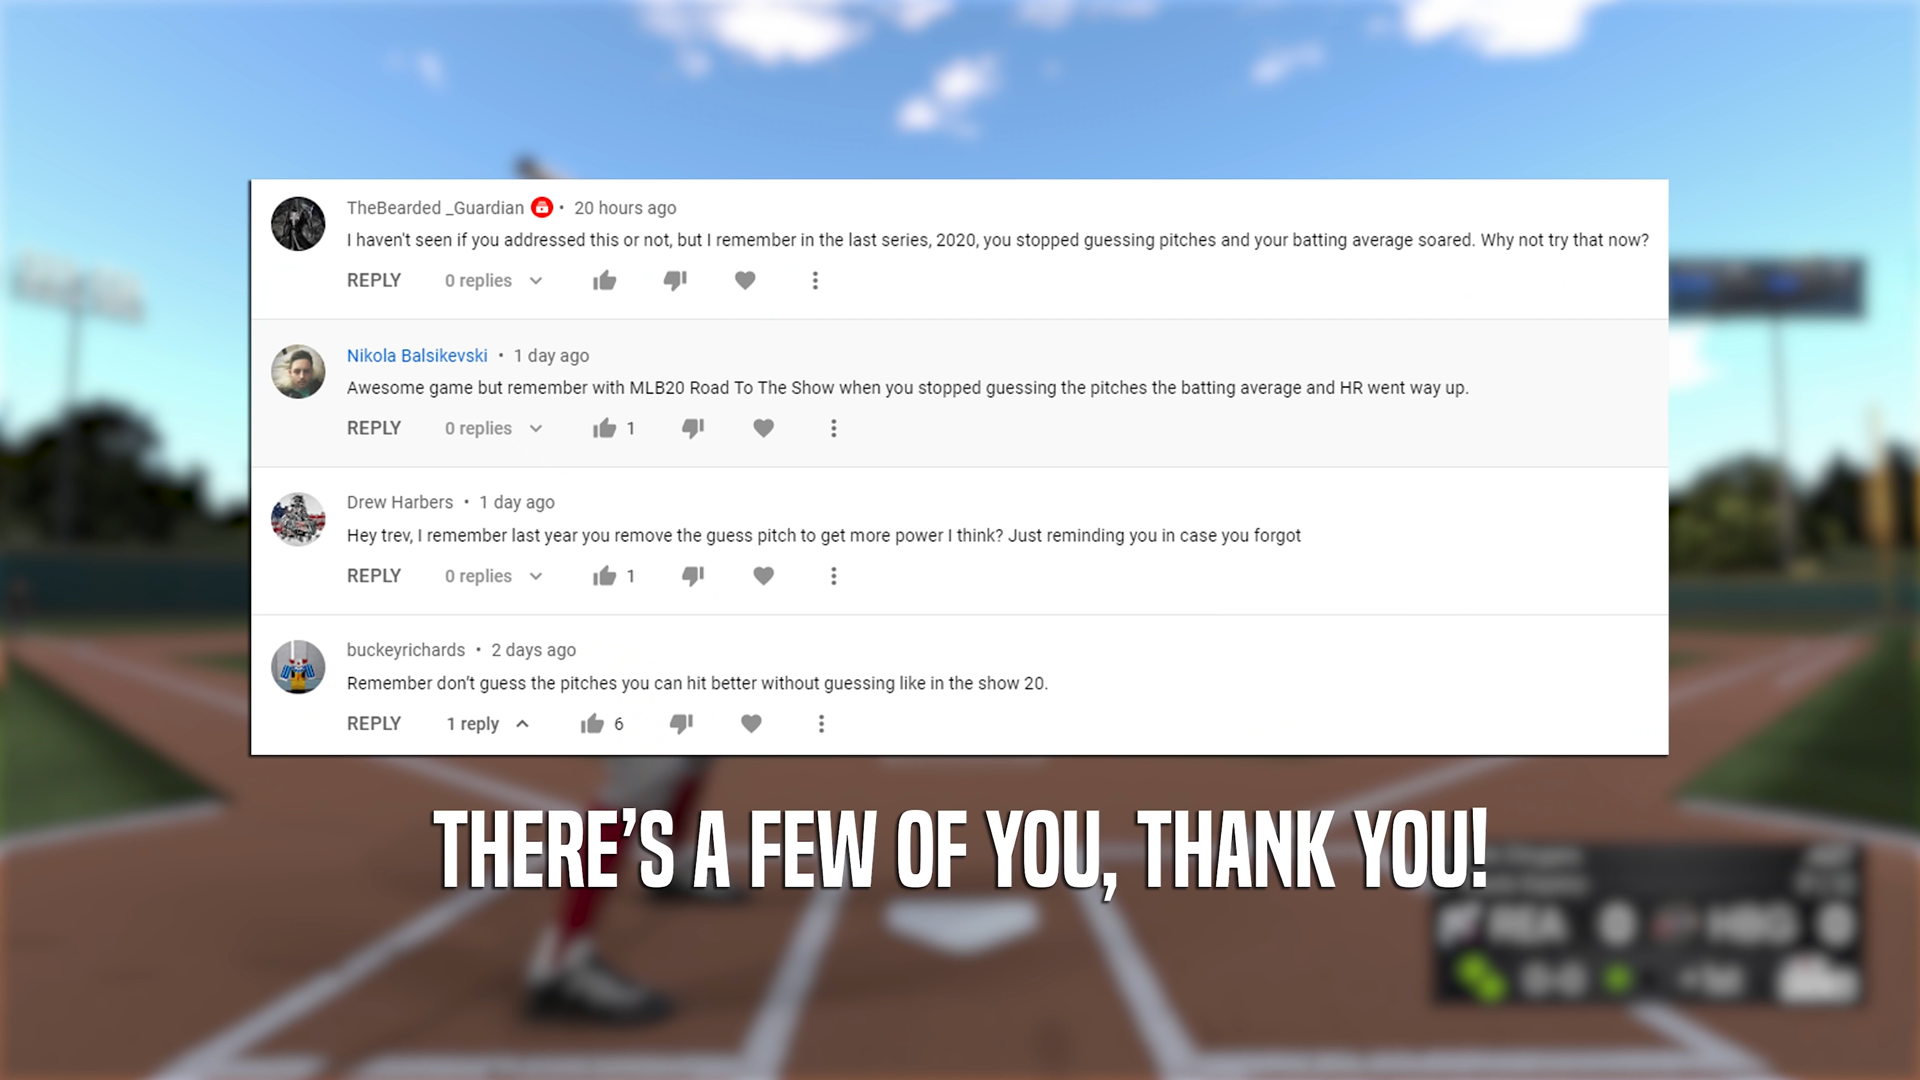 TheBearded _Guardian • 20 hours ago
I haven't seen if you addressed this or not, but I remember in the last series, 2020, you stopped guessing pitches and your batting average soared. Why not try that now?
REPLY 0 replies
Nikola Balsikevski • 1 day ago
Awesome game but remember with MLB20 Road To The Show when you stopped guessing the pitches the batting average and HR went way up.
REPLY 0 replies 1
Drew Harbers • 1 day ago
Hey trev, I remember last year you remove the guess pitch to get more power I think? Just reminding you in case you forgot
REPLY 0 replies 1
buckeyrichards • 2 days ago
Remember don't guess the pitches you can hit better without guessing like in the show 20.
REPLY 1 reply 6
THERE'S A FEW OF YOU, THANK YOU!
REA 0 HBG 0
0-0